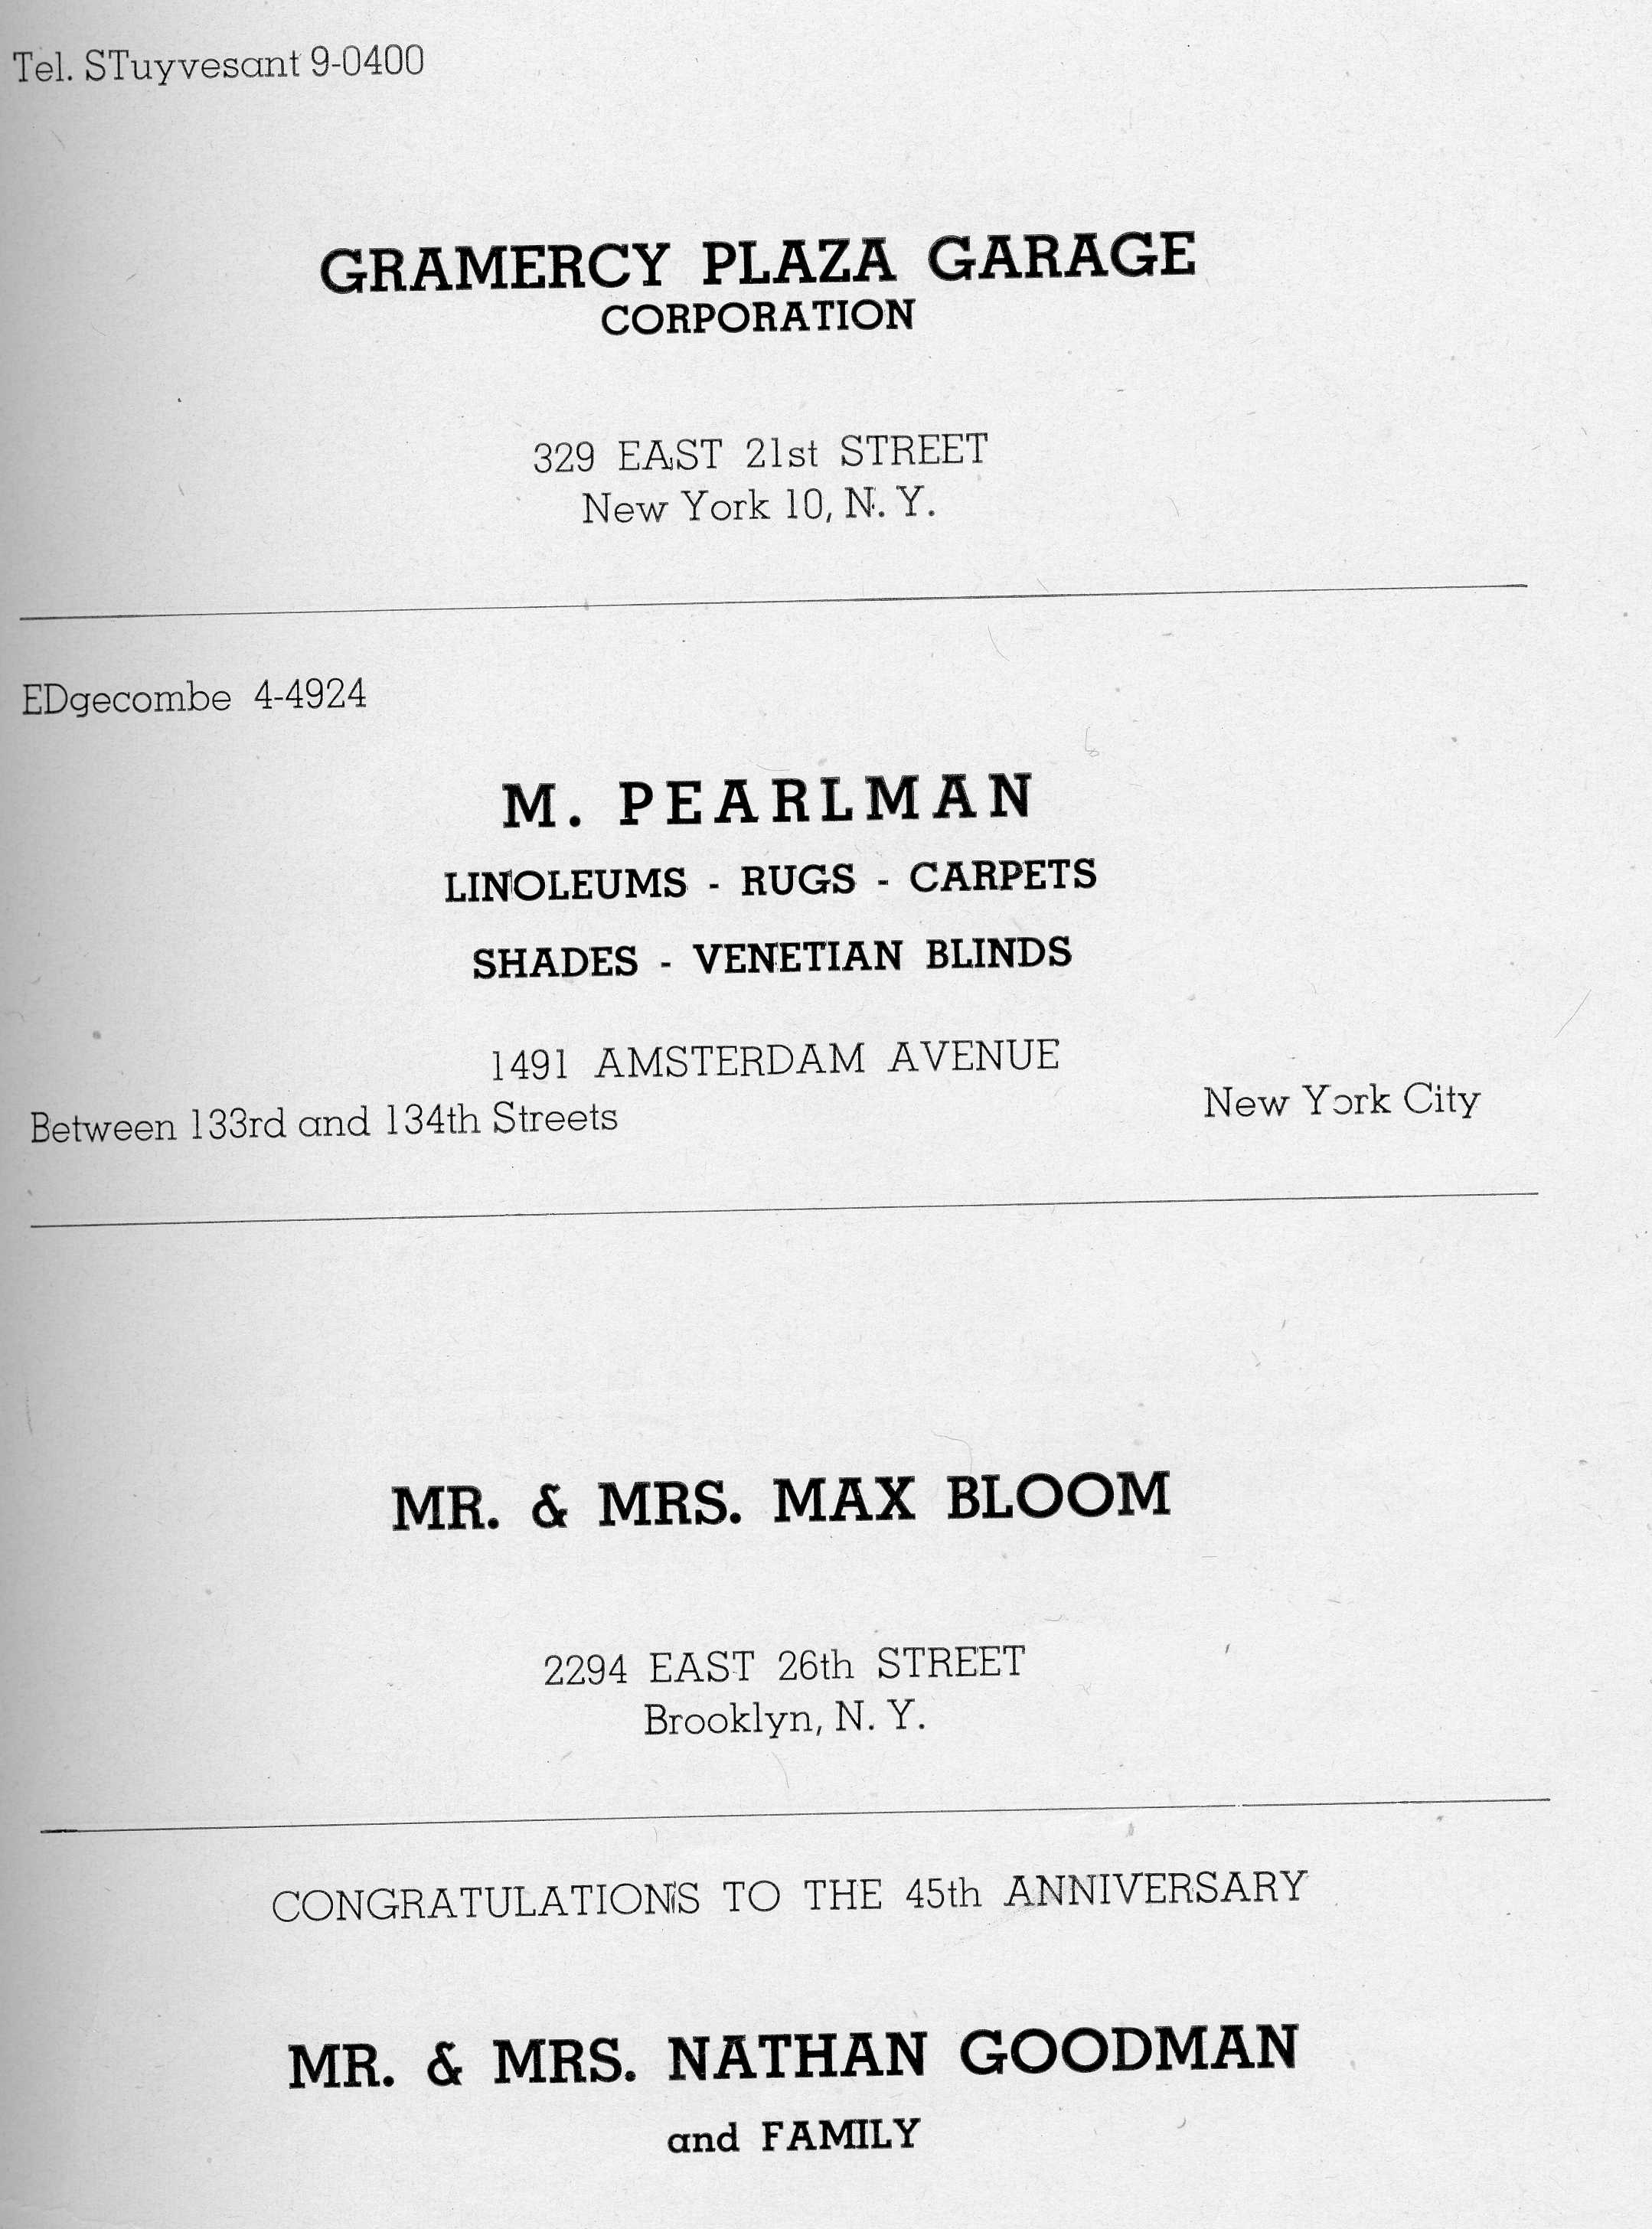 Tel. STuyvesant 9-0400
GRAMERCY PLAZA GARAGE
CORPORATION
329 EAST 21st STREET
New York 10, N. Y.
EDgecombe 4-4924
M. PEARLMAN
LINOLEUMS - RUGS - CARPETS
SHADES - VENETIAN BLINDS
1491 AMSTERDAM AVENUE
Between 133rd and 134th Streets New York City
MR. & MRS. MAX BLOOM
2294 EAST 26th STREET
Brooklyn, N. Y.
CONGRATULATIONS TO THE 45th ANNIVERSARY
MR. & MRS. NATHAN GOODMAN
and FAMILY